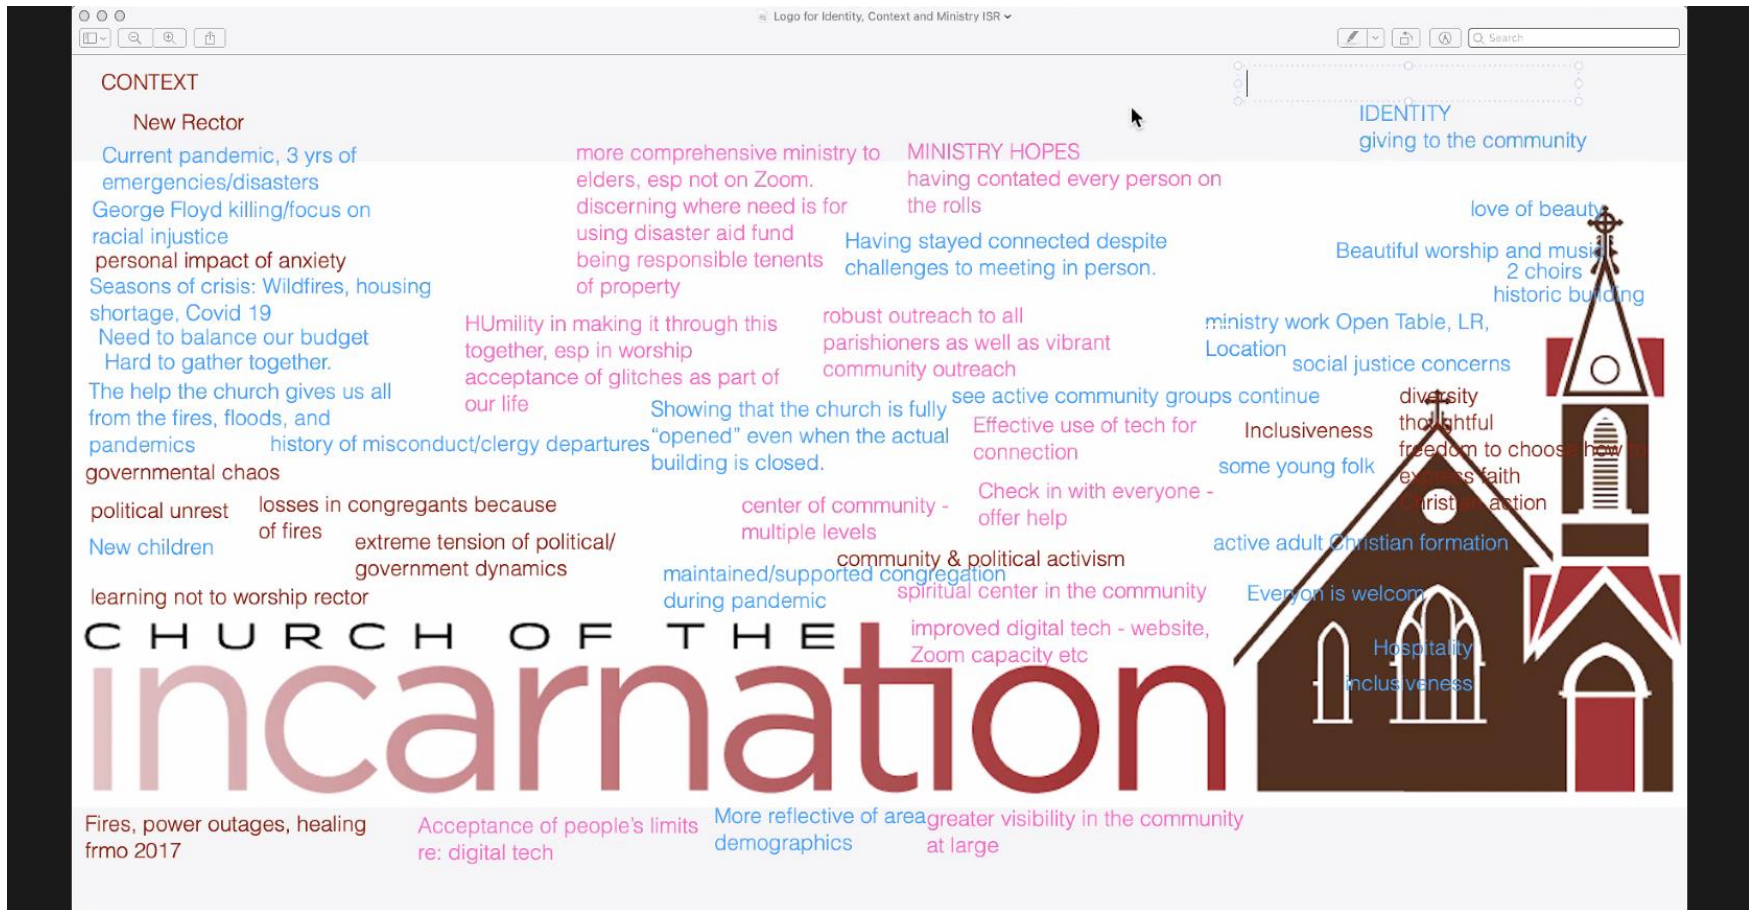 Logo for Identity, Context and Ministry ISR
Search
CONTEXT
New Rector
Current pandemic, 3 yrs of
emergencies/disasters
George Floyd killing/focus on
racial injustice
personal impact of anxiety
Seasons of crisis: Wildfires, housing
shortage, Covid 19
Need to balance our budget
Hard to gather together.
The help the church gives us all
from the fires, floods, and
pandemics
history of misconduct/clergy departures
governmental chaos
political unrest
losses in congregants because
of fires
New children
extreme tension of political/
government dynamics
learning not to worship rector
more comprehensive ministry to
elders, esp not on Zoom.
discerning where need is for
using disaster aid fund
being responsible tenents
of property
MINISTRY HOPES
having contated every person on
the rolls
Having stayed connected despite
challenges to meeting in person.
HUmility in making it through this
together, esp in worship
acceptance of glitches as part of
our life
robust outreach to all
parishioners as well as vibrant
community outreach
see active community groups continue
Showing that the church is fully
"opened" even when the actual
building is closed.
Effective use of tech for
connection
center of community -
multiple levels
Check in with everyone -
offer help
community & political activism
maintained/supported congregation
during pandemic
spiritual center in the community
improved digital tech - website,
Zoom capacity etc
IDENTITY
giving to the community
love of beauty
Beautiful worship and music
2 choirs
historic building
ministry work Open Table, LR,
Location
social justice concerns
diversity
thoughtful
freedom to choose how to
express faith
Christian action
Inclusiveness
some young folk
active adult Christian formation
Everyon is welcom
Hospitality
inclusiveness
CHURCH OF THE
incarnation
Fires, power outages, healing
frmo 2017
Acceptance of people's limits
re: digital tech
More reflective of area
demographics
greater visibility in the community
at large